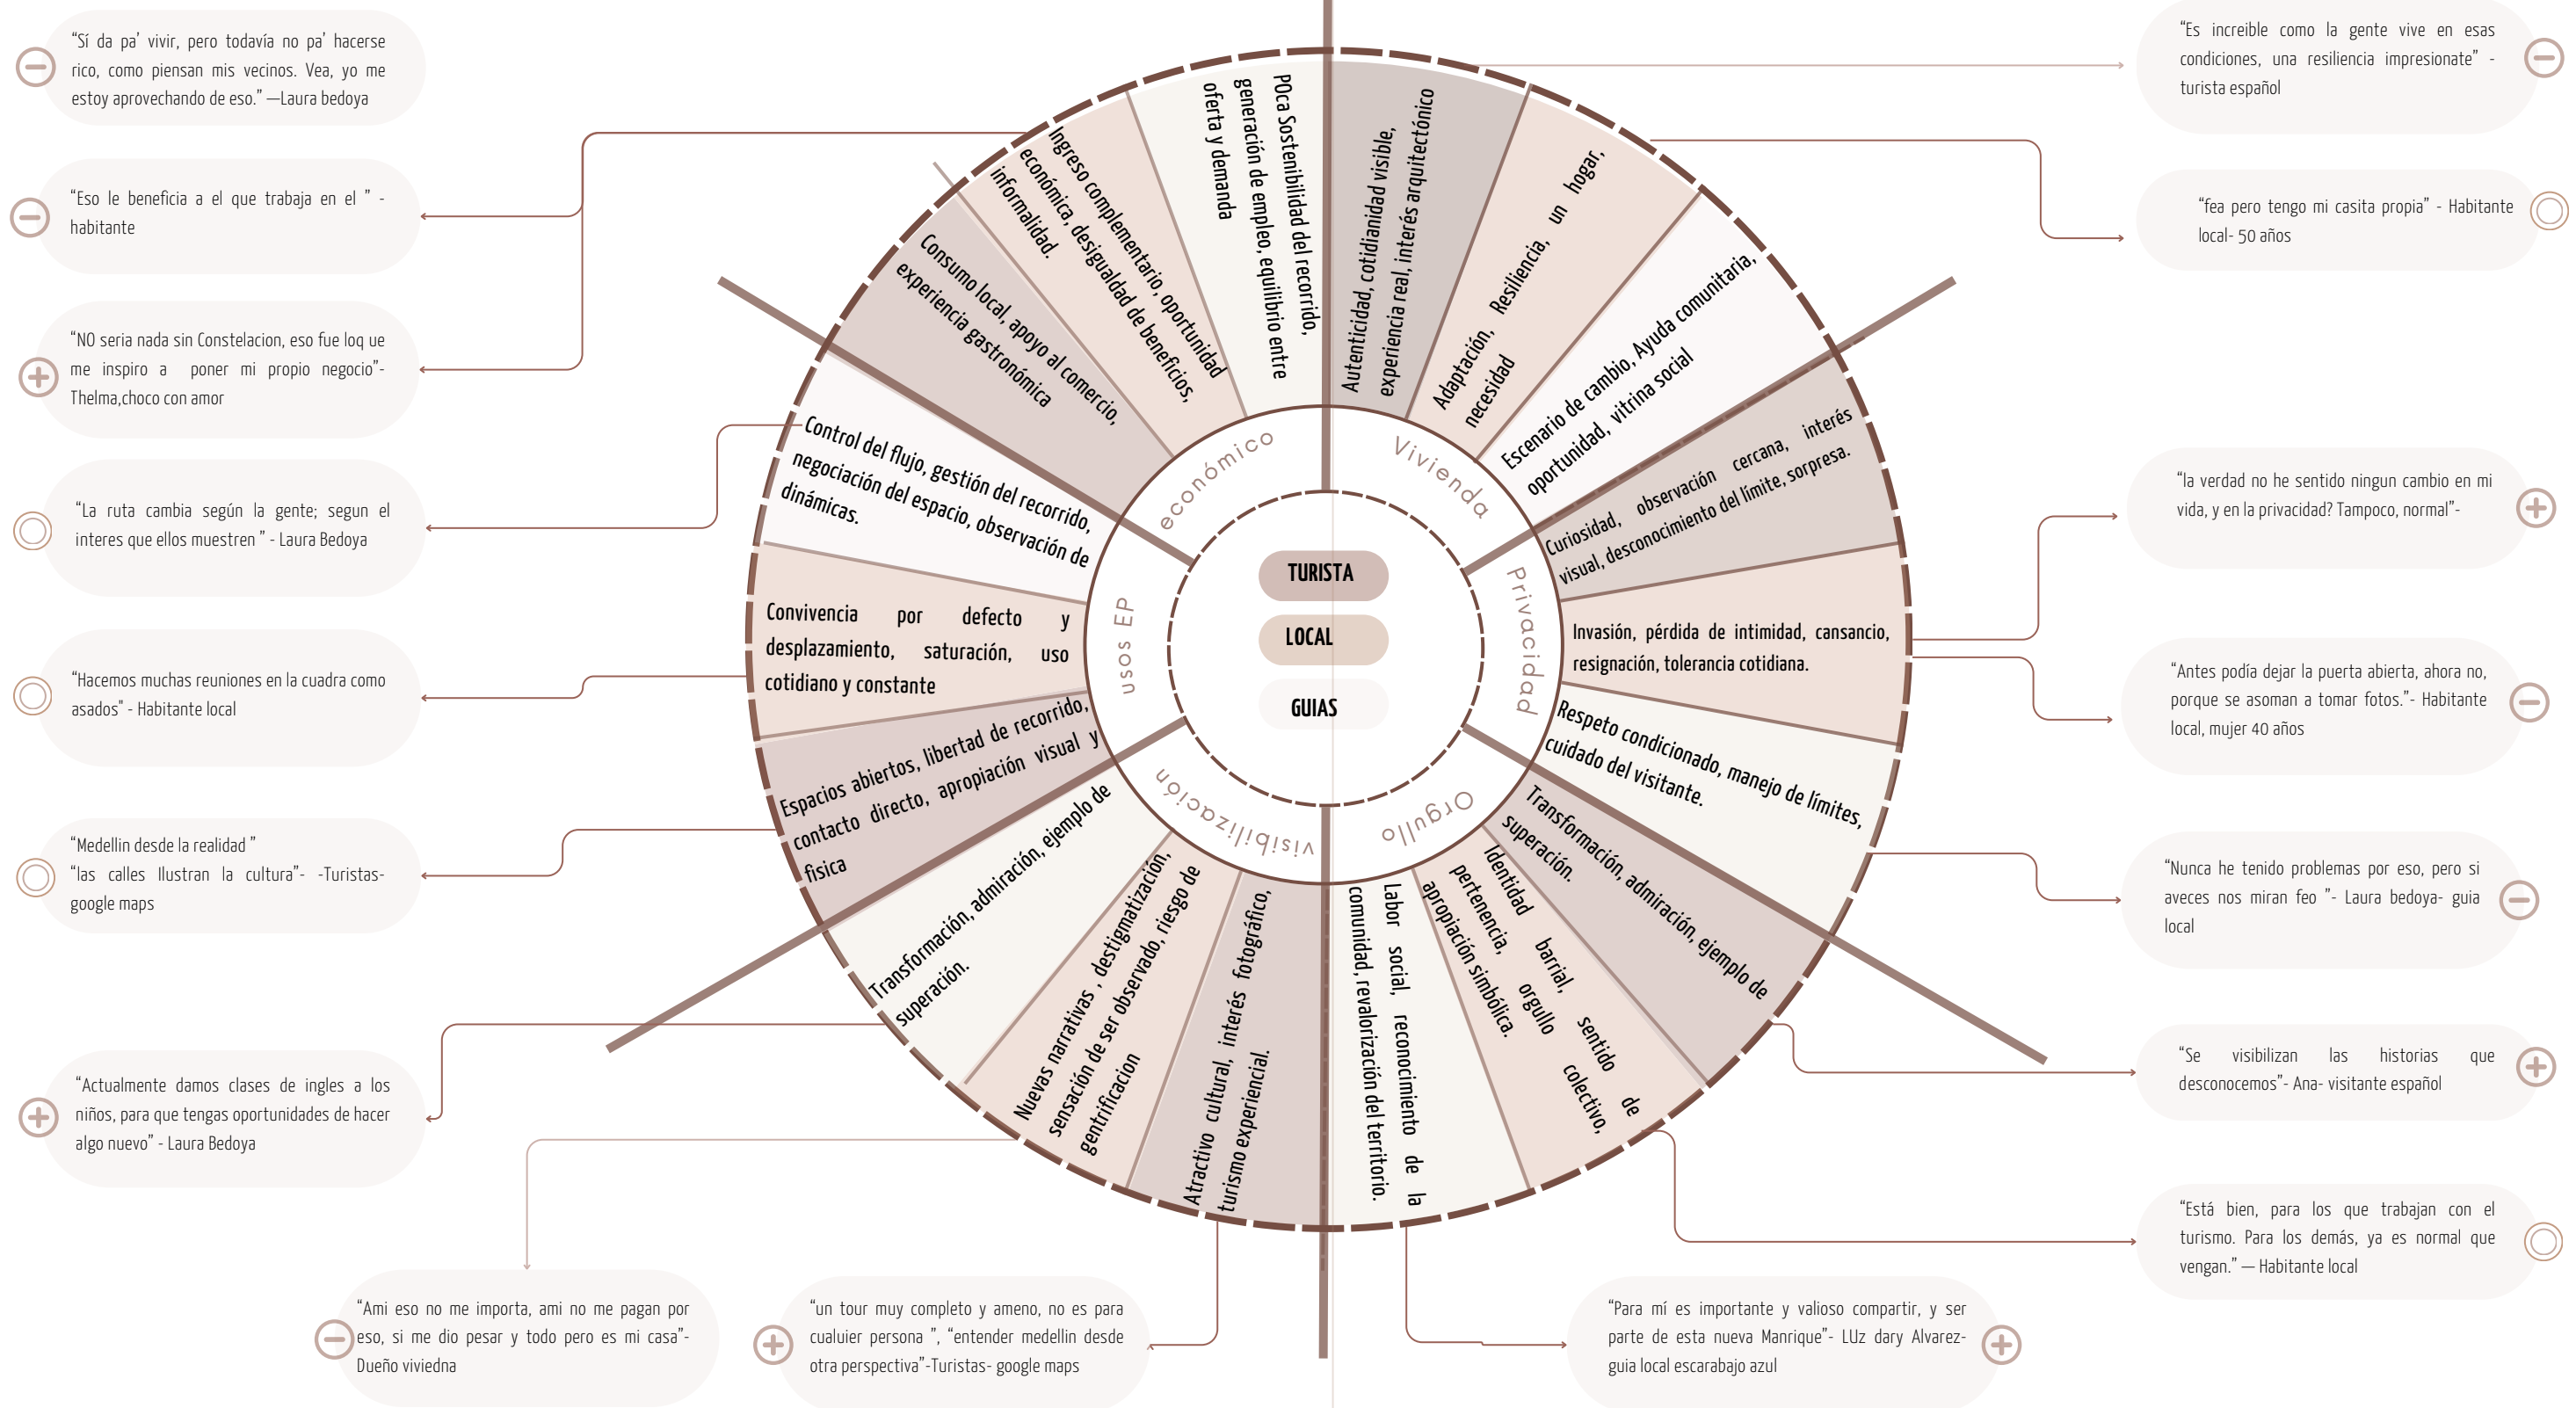 “Sí da pa’ vivir, pero todavía no pa’ hacerse
rico, como piensan mis vecinos. Vea, yo me
estoy aprovechando de eso.” —Laura bedoya
“Eso le beneficia a el que trabaja en el ” -
habitante
“NO seria nada sin Constelacion, eso fue loq ue
me inspiro a poner mi propio negocio”-
Thelma,choco con amor
“La ruta cambia según la gente; segun el
interes que ellos muestren ” - Laura Bedoya
“Hacemos muchas reuniones en la cuadra como
asados" - Habitante local
“Medellin desde la realidad ”
“las calles Ilustran la cultura”- -Turistas-
google maps
“Actualmente damos clases de ingles a los
niños, para que tengas oportunidades de hacer
algo nuevo” - Laura Bedoya
“Ami eso no me importa, ami no me pagan por
eso, si me dio pesar y todo pero es mi casa”-
Dueño viviedna
“un tour muy completo y ameno, no es para
cualuier persona ”, “entender medellin desde
otra perspectiva”-Turistas- google maps
POca Sostenibilidad del recorrido,
generación de empleo, equilibrio entre
oferta y demanda
Ingreso complementario, oportunidad
económica, desigualdad de beneficios,
informalidad.
Consumo local, apoyo al comercio,
experiencia gastronómica
Control del flujo, gestión del recorrido,
negociación del espacio, observación de
dinámicas.
Convivencia por defecto y
desplazamiento, saturación, uso
cotidiano y constante
Espacios abiertos, libertad de recorrido,
contacto directo, apropiación visual y
fisica
Transformación, admiración, ejemplo de
superación.
Nuevas narrativas , destigmatización,
sensación de ser observado, riesgo de
gentrificacion
Atractivo cultural, interés fotográfico,
turismo experiencial.
económico
usos EP
visibilización
TURISTA
LOCAL
GUIAS
Vivienda
Privacidad
Orgullo
Autenticidad, cotidianidad visible,
experiencia real, interés arquitectónico
Adaptación, Resiliencia, un hogar,
necesidad
Escenario de cambio, Ayuda comunitaria,
oportunidad, vitrina social
Curiosidad, observación cercana, interés
visual, desconocimiento del límite, sorpresa.
Invasión, pérdida de intimidad, cansancio,
resignación, tolerancia cotidiana.
Respeto condicionado, manejo de límites,
cuidado del visitante.
Transformación, admiración, ejemplo de
superación.
Identidad barrial, sentido de
pertenencia, orgullo colectivo,
apropiación simbólica.
Labor social, reconocimiento de la
comunidad, revalorización del territorio.
“Es increible como la gente vive en esas
condiciones, una resiliencia impresionate” -
turista español
“fea pero tengo mi casita propia” - Habitante
local- 50 años
“la verdad no he sentido ningun cambio en mi
vida, y en la privacidad? Tampoco, normal”-
“Antes podía dejar la puerta abierta, ahora no,
porque se asoman a tomar fotos.”- Habitante
local, mujer 40 años
“Nunca he tenido problemas por eso, pero si
aveces nos miran feo ”- Laura bedoya- guia
local
“Se visibilizan las historias que
desconocemos”- Ana- visitante español
“Está bien, para los que trabajan con el
turismo. Para los demás, ya es normal que
vengan.” — Habitante local
“Para mí es importante y valioso compartir, y ser
parte de esta nueva Manrique”- LUz dary Alvarez-
guia local escarabajo azul